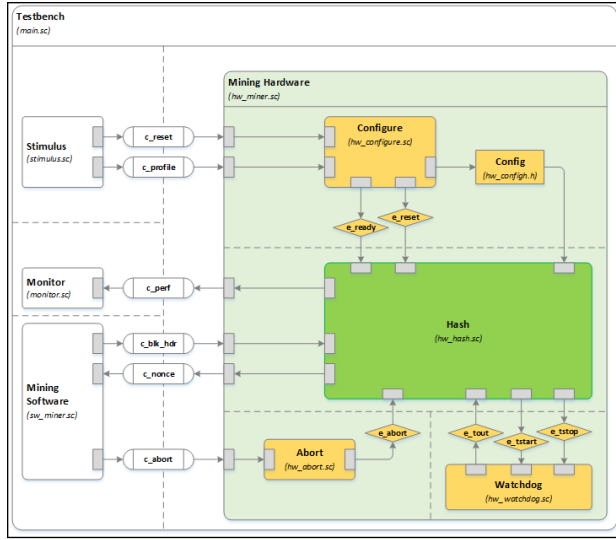 Testbench
(main.sc)
Mining Hardware
(hw_miner.sc)
Stimulus
(stimulus.sc)
c_reset
c_profile
Configure
(hw_configure.sc)
Config
(hw_configh.h)
e_ready
e_reset
Monitor
(monitor.sc)
c_perf
Hash
(hw_hash.sc)
Mining
Software
(sw_miner.sc)
c_blk_hdr
c_nonce
c_abort
Abort
(hw_abort.sc)
e_abort
e_tout
e_tstart
e_tstop
Watchdog
(hw_watchdog.sc)